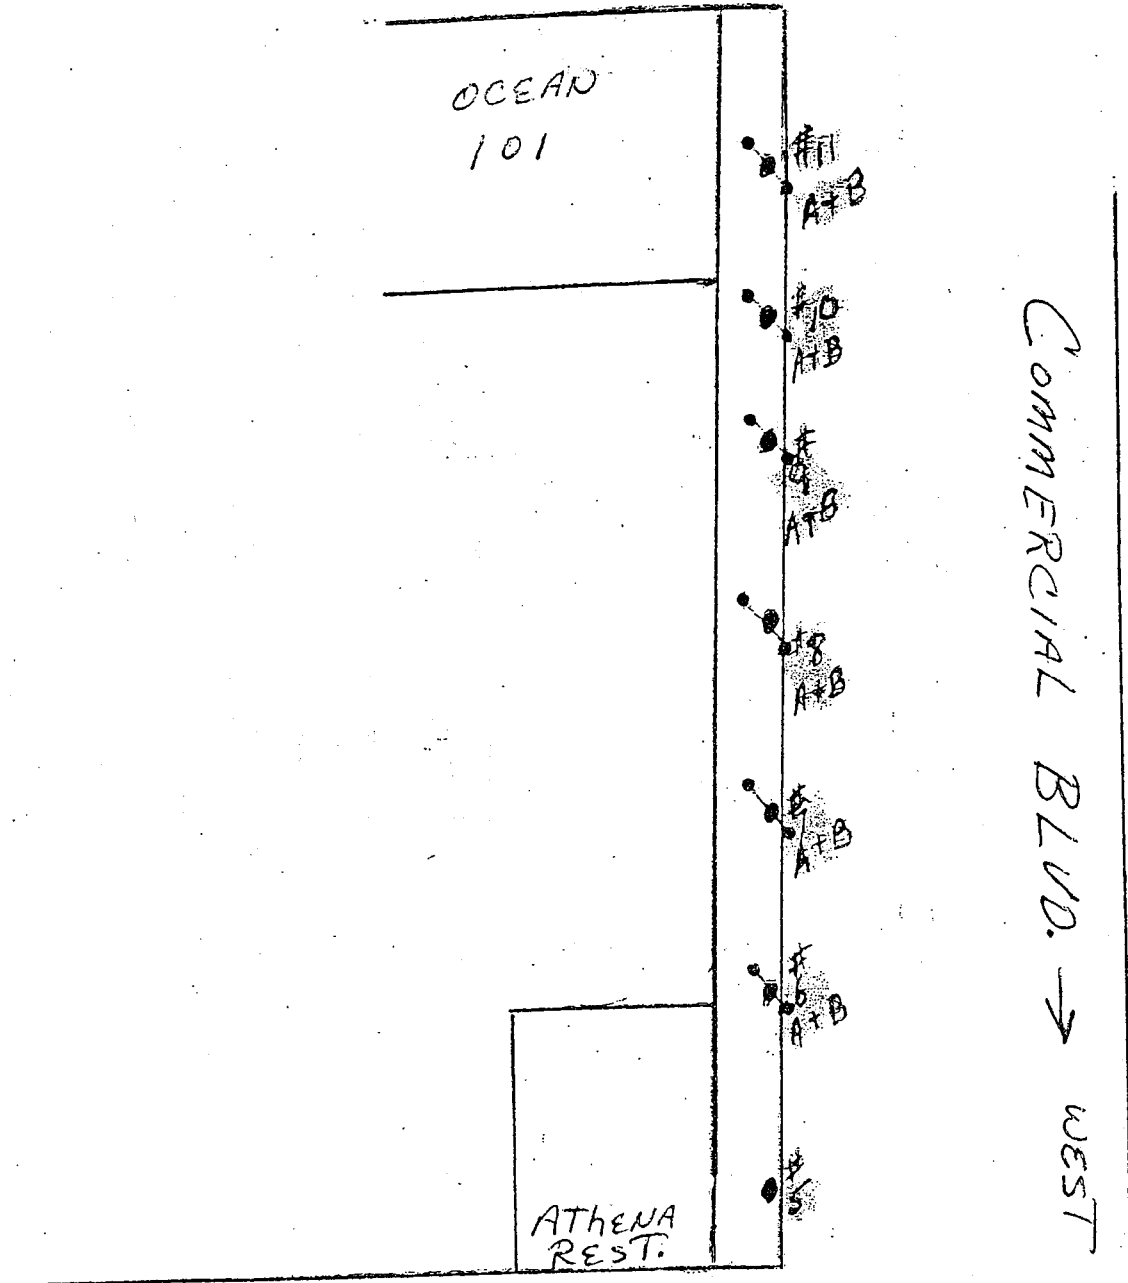 OCEAN
101
#11
A+B
#10
A+B
#9
A+B
#8
A+B
#7
A+B
#6
A+B
#5
ATHENA
REST.
COMMERCIAL BLVD. → WEST